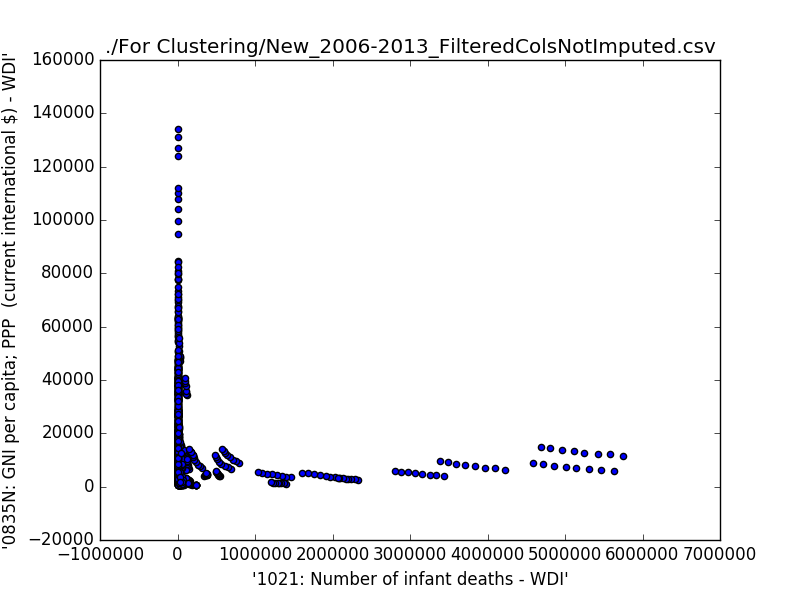 ./For Clustering/New_2006-2013_FilteredColsNotImputed.csv
160000
140000
120000
100000
80000
60000
40000
20000
0
−20000
'0835N: GNI per capita; PPP  (current international $) - WDI'
−1000000 0 1000000 2000000 3000000 4000000 5000000 6000000 7000000
'1021: Number of infant deaths - WDI'